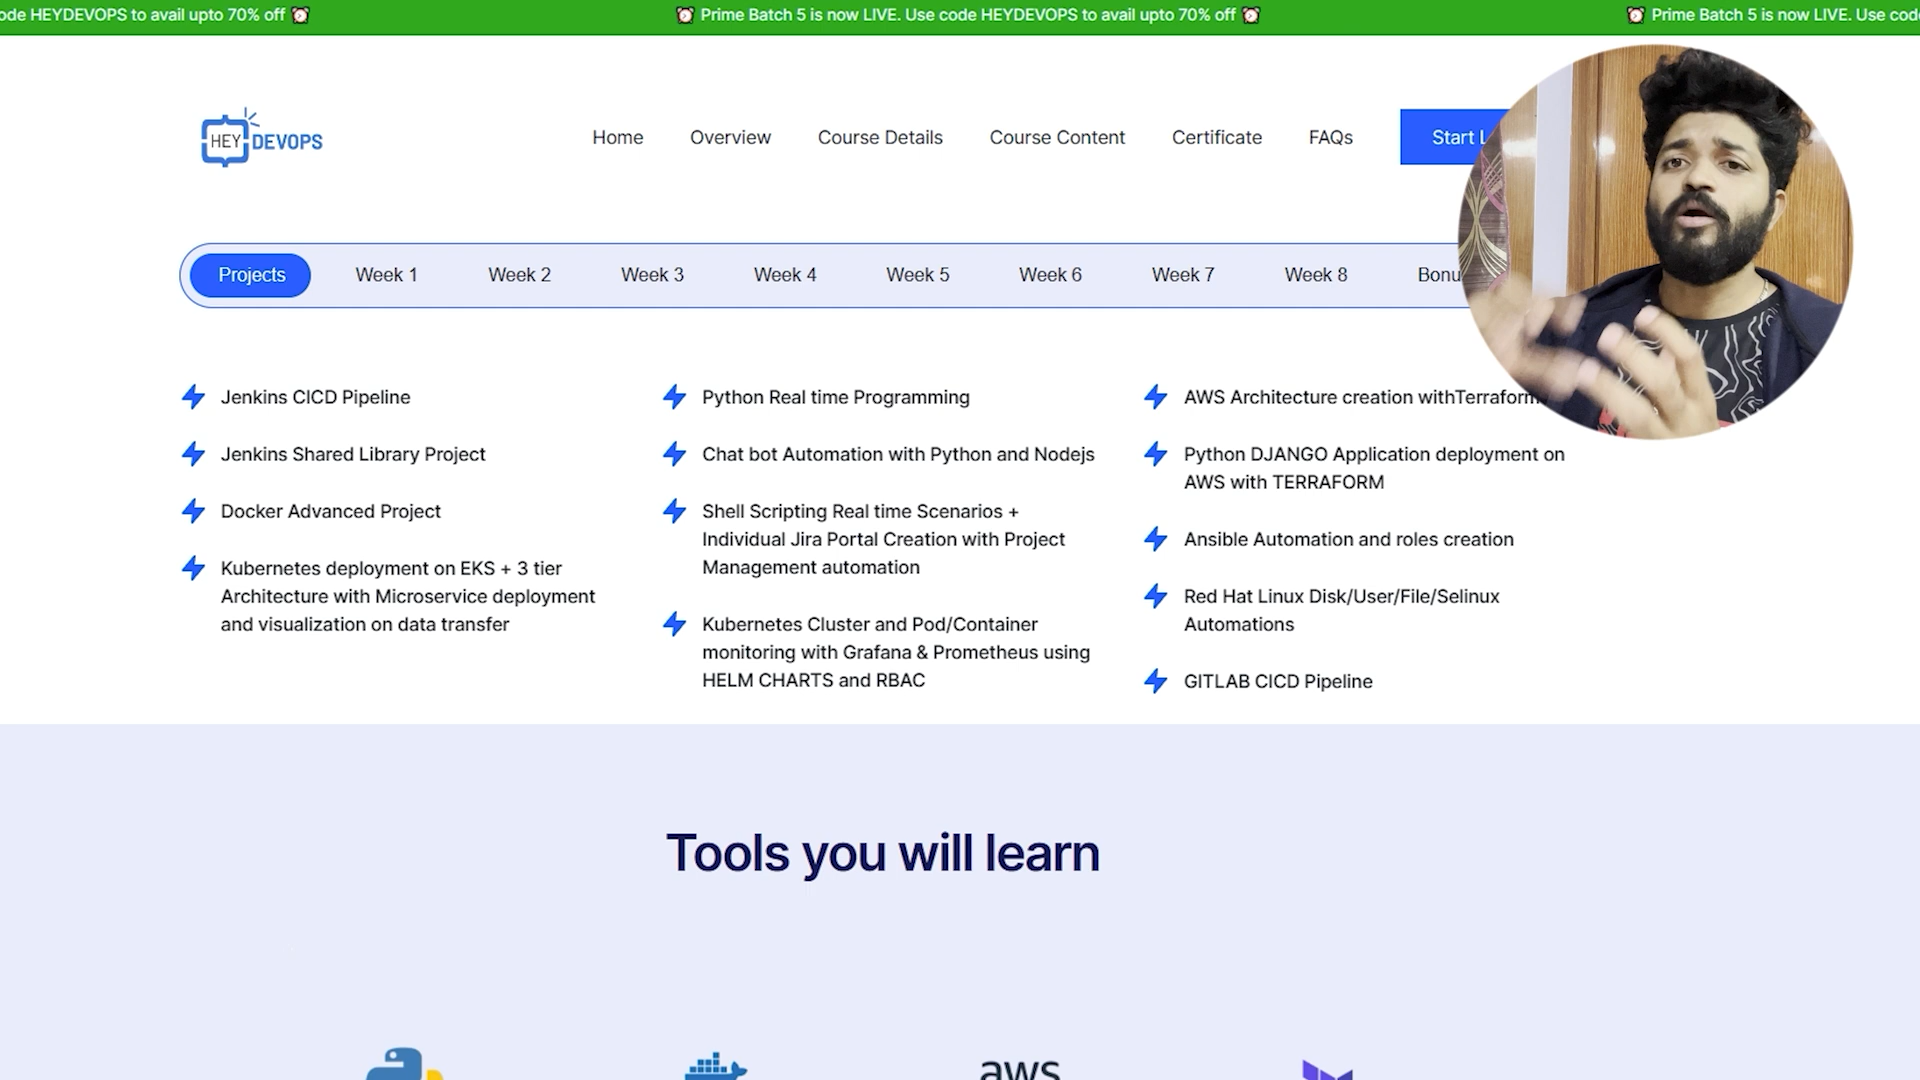 ode HEYDEVOPS to avail upto 70% off
Prime Batch 5 is now LIVE. Use code HEYDEVOPS to avail upto 70% off
Prime Batch 5 is now LIVE. Use cod
HEY DEVOPS
Home
Overview
Course Details
Course Content
Certificate
FAQs
Start L
Projects
Week 1
Week 2
Week 3
Week 4
Week 5
Week 6
Week 7
Week 8
Bonu
Jenkins CICD Pipeline
Jenkins Shared Library Project
Docker Advanced Project
Kubernetes deployment on EKS + 3 tier
Architecture with Microservice deployment
and visualization on data transfer
Python Real time Programming
Chat bot Automation with Python and Nodejs
Shell Scripting Real time Scenarios +
Individual Jira Portal Creation with Project
Management automation
Kubernetes Cluster and Pod/Container
monitoring with Grafana & Prometheus using
HELM CHARTS and RBAC
AWS Architecture creation withTerraform
Python DJANGO Application deployment on
AWS with TERRAFORM
Ansible Automation and roles creation
Red Hat Linux Disk/User/File/Selinux
Automations
GITLAB CICD Pipeline
Tools you will learn
aws